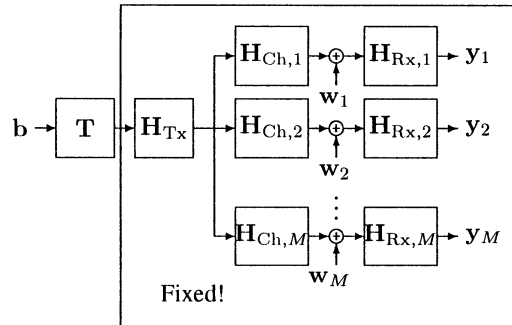 H_Ch,1 H_Rx,1 y_1
w_1
b T H_Tx H_Ch,2 H_Rx,2 y_2
w_2
⋮
H_Ch,M H_Rx,M y_M
w_M
Fixed!